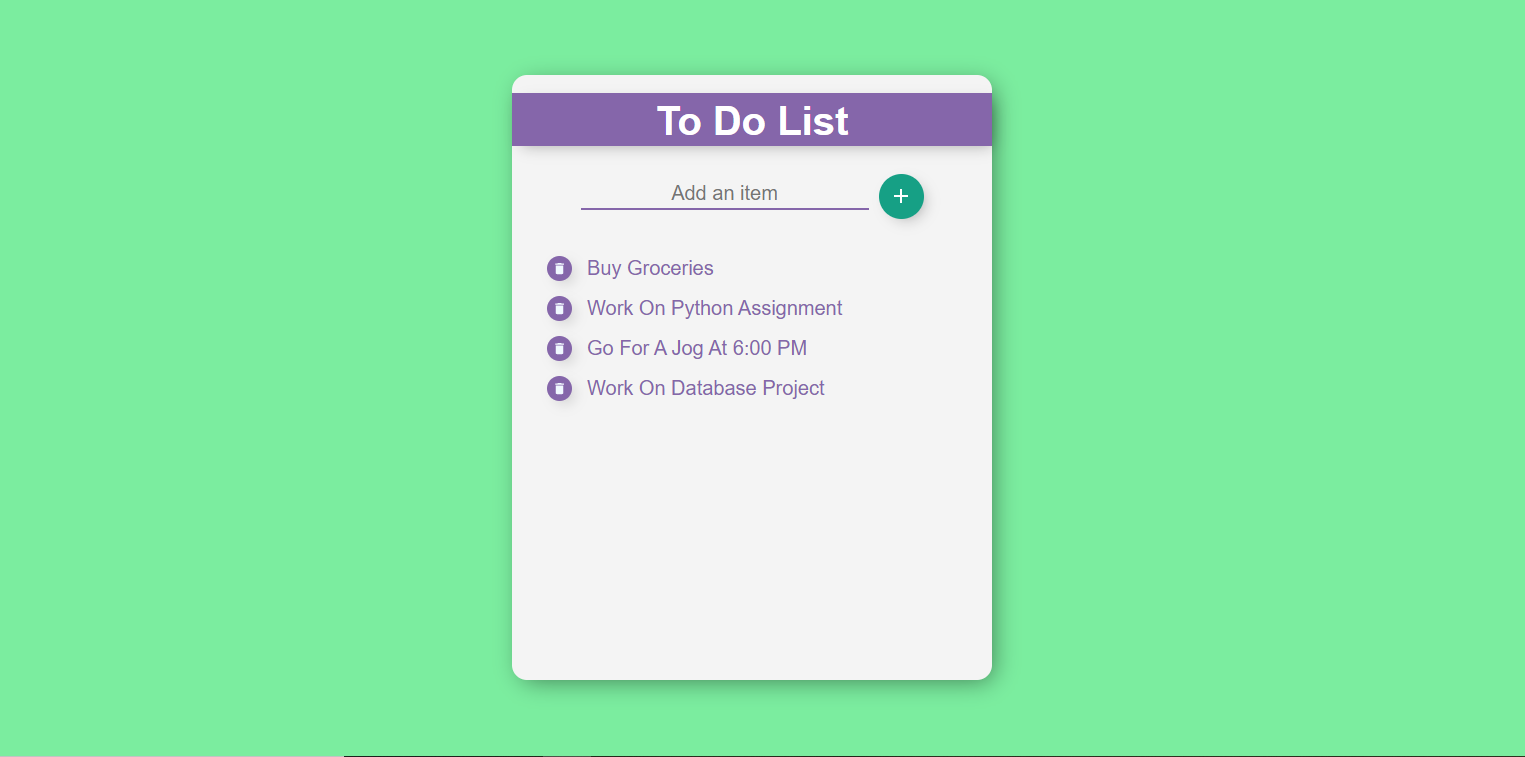 To Do List
Add an item
Buy Groceries
Work On Python Assignment
Go For A Jog At 6:00 PM
Work On Database Project